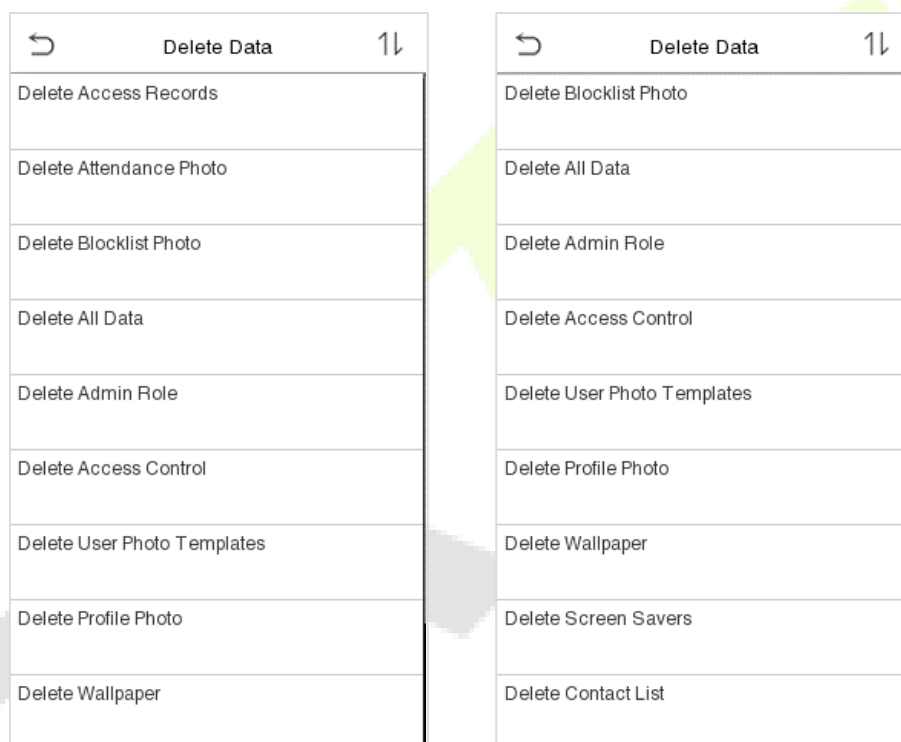 Delete Data
Delete Access Records
Delete Attendance Photo
Delete Blocklist Photo
Delete All Data
Delete Admin Role
Delete Access Control
Delete User Photo Templates
Delete Profile Photo
Delete Wallpaper
Delete Data
Delete Blocklist Photo
Delete All Data
Delete Admin Role
Delete Access Control
Delete User Photo Templates
Delete Profile Photo
Delete Wallpaper
Delete Screen Savers
Delete Contact List